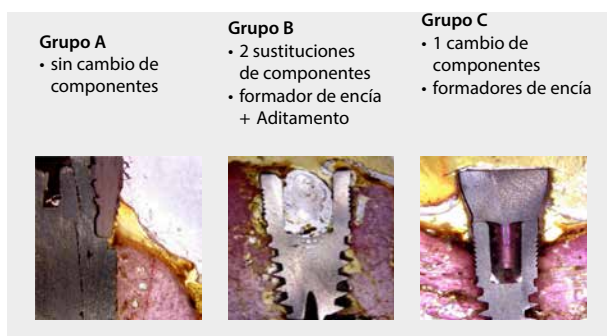 Grupo A
• sin cambio de
componentes
Grupo B
• 2 sustituciones
de componentes
• formador de encía
+ Aditamento
Grupo C
• 1 cambio de
componentes
• formadores de encía